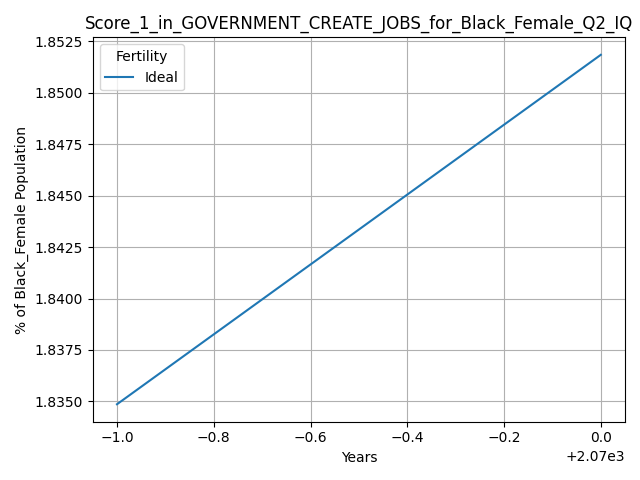 Score_1_in_GOVERNMENT_CREATE_JOBS_for_Black_Female_Q2_IQ
1.8525
1.8500
1.8475
1.8450
1.8425
1.8400
1.8375
1.8350
% of Black_Female Population
Fertility
Ideal
−1.0 −0.8 −0.6 −0.4 −0.2 0.0
+2.07e3
Years